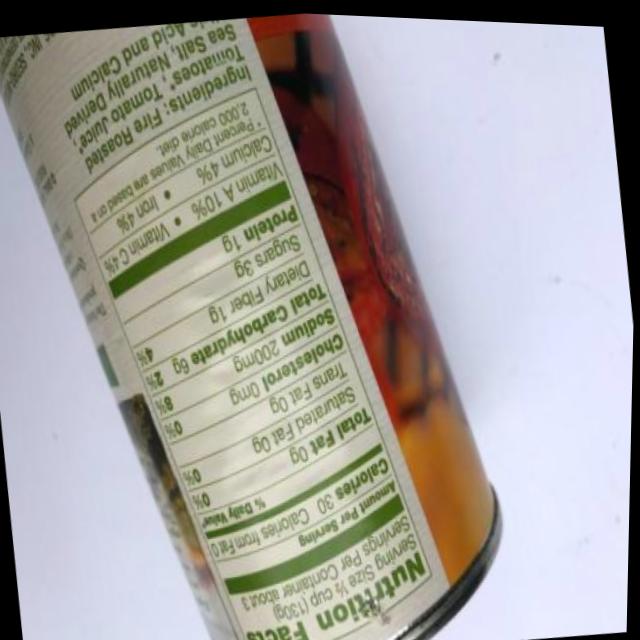 Nutrition Facts
Serving Size ½ cup (130g)
Servings Per Container about 3
Amount Per Serving
Calories 30 Calories from Fat 0
% Daily Value*
Total Fat 0g 0%
Saturated Fat 0g 0%
Trans Fat 0g
Cholesterol 0mg 0%
Sodium 200mg 8%
Total Carbohydrate 6g 2%
Dietary Fiber 1g 4%
Sugars 3g
Protein 1g
Vitamin A 10% • Vitamin C 15%
Calcium 4% • Iron 4%
Percent Daily Values are based on a
2,000 calorie diet.
Ingredients: Fire Roasted
Tomatoes*, Tomato Juice*,
Sea Salt, Naturally Derived
Acid and Calcium